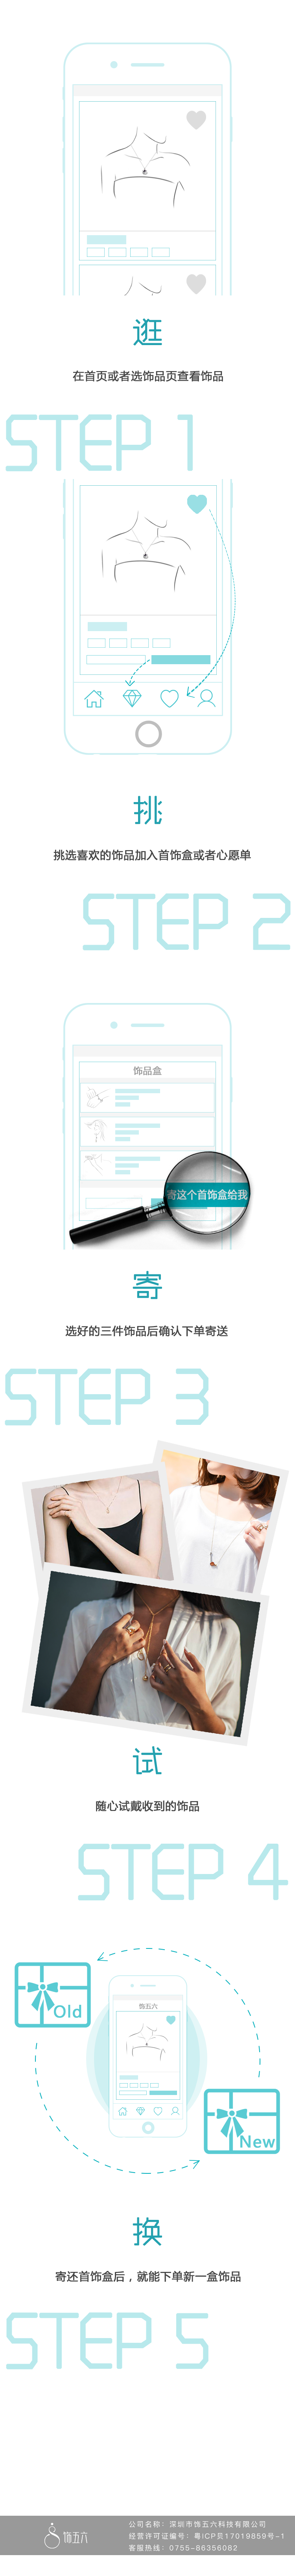 逛
在首页或者选饰品页查看饰品
STEP 1
挑
挑选喜欢的饰品加入首饰盒或者心愿单
STEP 2
饰品盒
寄这个首饰盒给我
寄
选好的三件饰品后确认下单寄送
STEP 3
试
随心试戴收到的饰品
STEP 4
Old
饰五六
New
换
寄还首饰盒后，就能下单新一盒饰品
STEP 5
饰五六
公司名称：深圳市饰五六科技有限公司
经营许可证编号：粤ICP贝17019859号-1
客服热线：0755-86356082